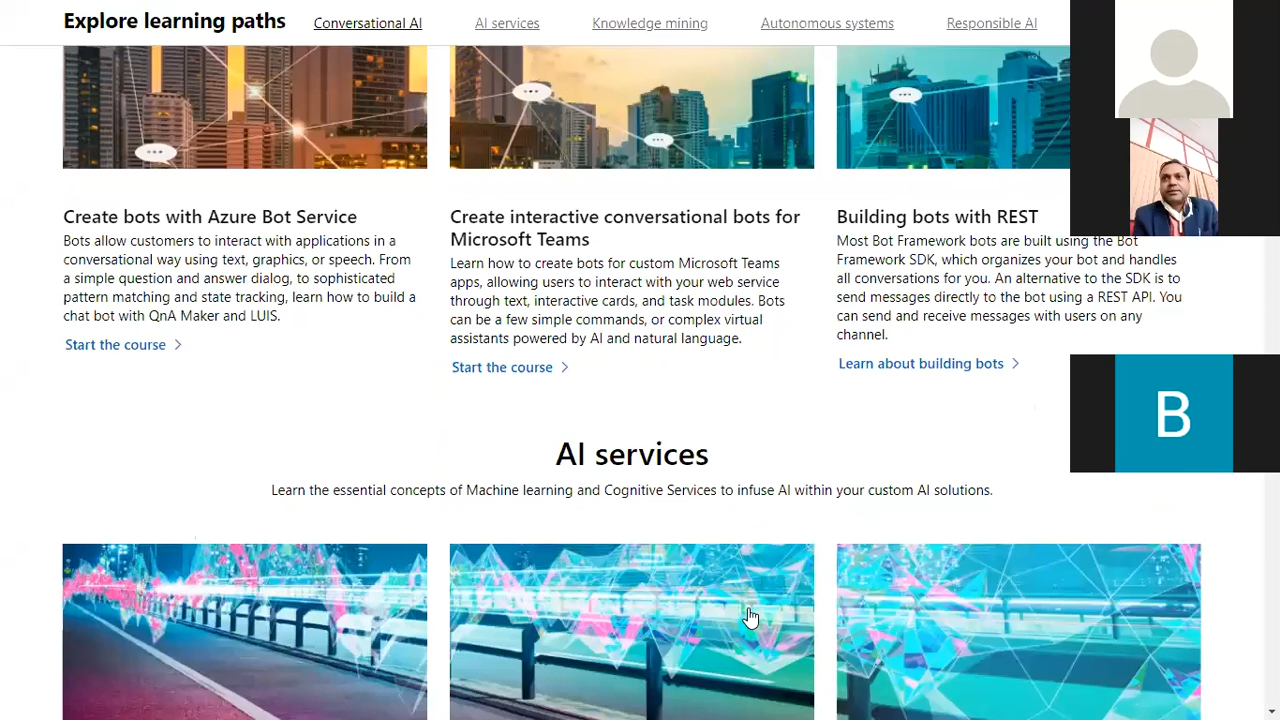 Explore learning paths
Conversational AI
AI services
Knowledge mining
Autonomous systems
Responsible AI
Create bots with Azure Bot Service
Bots allow customers to interact with applications in a
conversational way using text, graphics, or speech. From
a simple question and answer dialog, to sophisticated
pattern matching and state tracking, learn how to build a
chat bot with QnA Maker and LUIS.
Start the course
Create interactive conversational bots for
Microsoft Teams
Learn how to create bots for custom Microsoft Teams
apps, allowing users to interact with your web service
through text, interactive cards, and task modules. Bots
can be a few simple commands, or complex virtual
assistants powered by AI and natural language.
Start the course
Building bots with REST
Most Bot Framework bots are built using the Bot
Framework SDK, which organizes your bot and handles
all conversations for you. An alternative to the SDK is to
send messages directly to the bot using a REST API. You
can send and receive messages with users on any
channel.
Learn about building bots
B
AI services
Learn the essential concepts of Machine learning and Cognitive Services to infuse AI within your custom AI solutions.